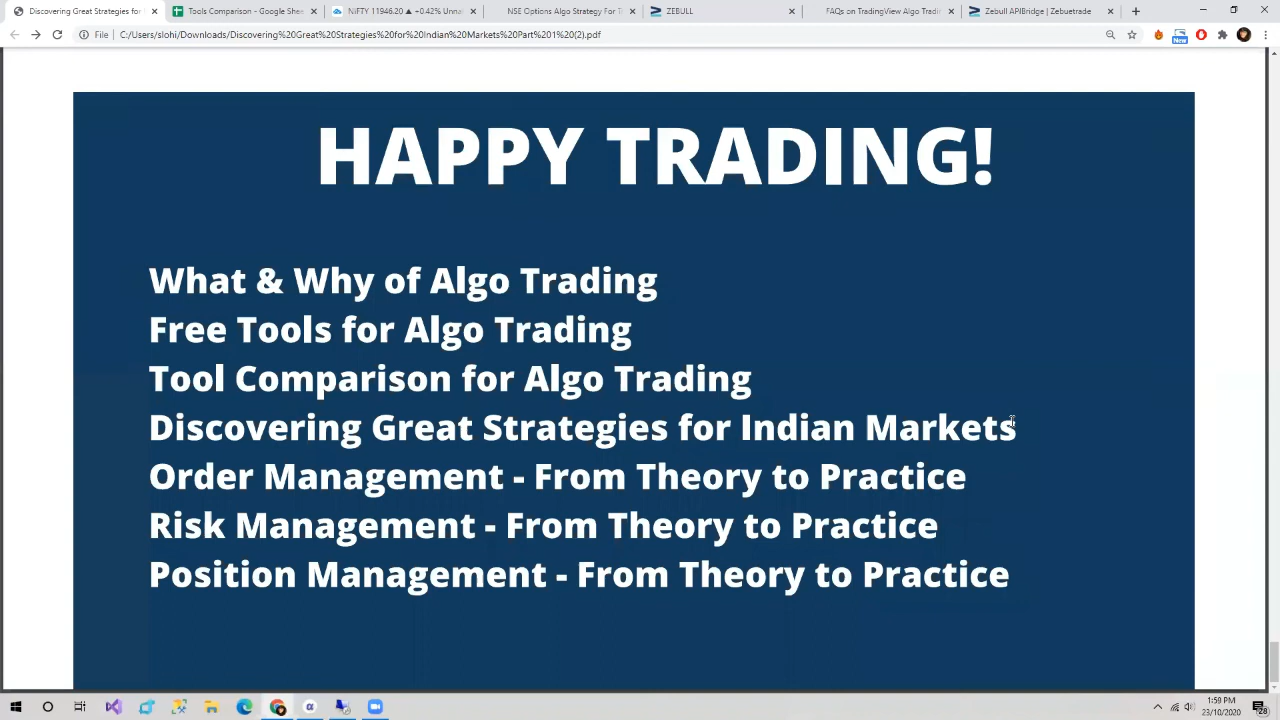 Discovering Great Strategies for
Tools Comparison - Google Shee
NIFTY 11946.20 ▲ +0.42% Unna
NSE Options Algo Strategy For Tr
ZEBULL
FAQs on TradingView Algo Tradin
Zebull APIBridge | Zebuetrade
File
C:/Users/slohi/Downloads/Discovering%20Great%20Strategies%20for%20Indian%20Markets%20Part%201%20(2).pdf
New
HAPPY TRADING!
What & Why of Algo Trading
Free Tools for Algo Trading
Tool Comparison for Algo Trading
Discovering Great Strategies for Indian Markets
Order Management - From Theory to Practice
Risk Management - From Theory to Practice
Position Management - From Theory to Practice
1:59 PM
23/10/2020